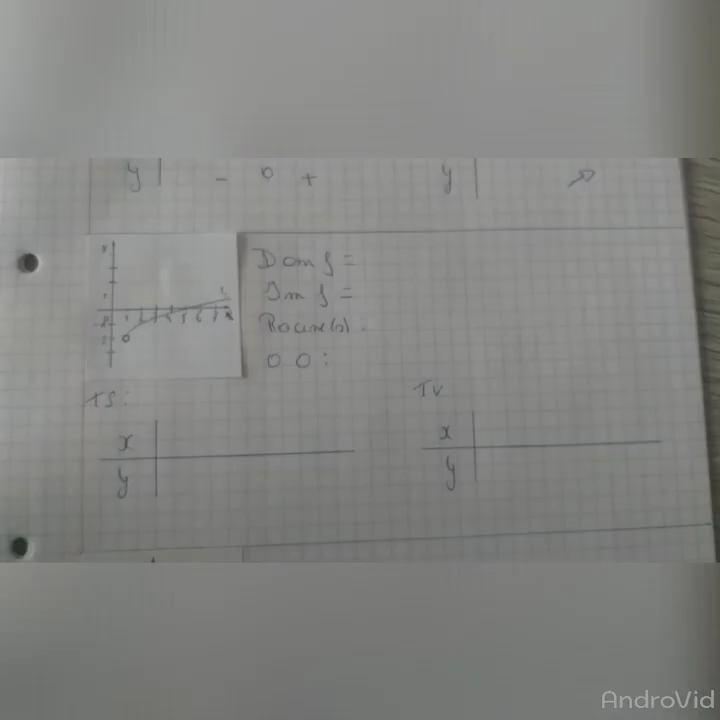 y - 0 + y ↗
Dom f =
Im f =
Racine(s) :
O O :
TS :
TV
x
x
y
y
AndroVid